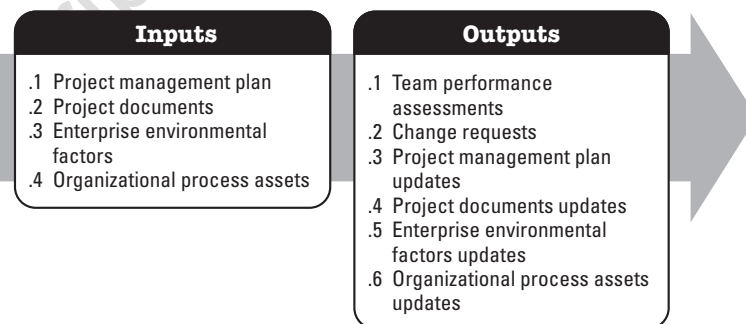 Inputs
.1 Project management plan
.2 Project documents
.3 Enterprise environmental
factors
.4 Organizational process assets
Outputs
.1 Team performance
assessments
.2 Change requests
.3 Project management plan
updates
.4 Project documents updates
.5 Enterprise environmental
factors updates
.6 Organizational process assets
updates